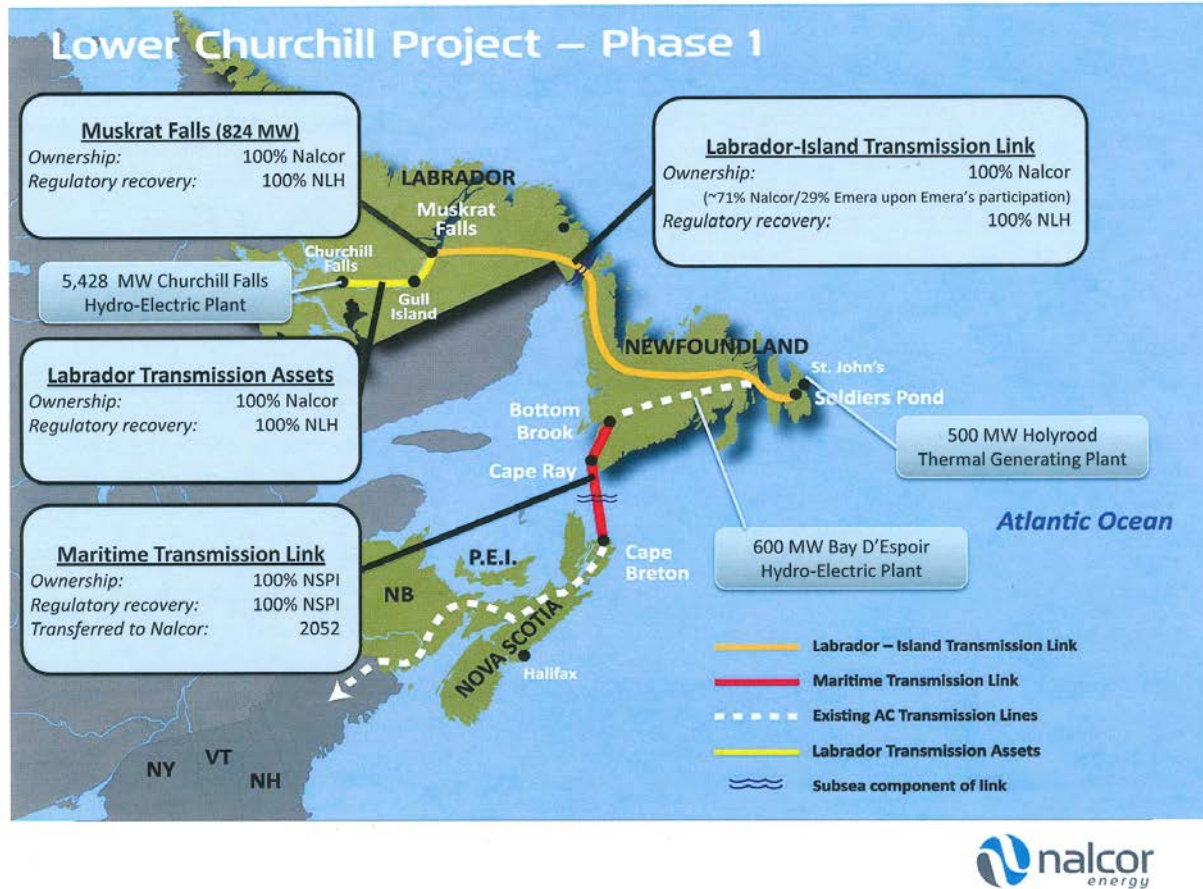 Lower Churchill Project – Phase 1
Muskrat Falls (824 MW)
Ownership: 100% Nalcor
Regulatory recovery: 100% NLH
Labrador-Island Transmission Link
Ownership: 100% Nalcor
(~71% Nalcor/29% Emera upon Emera's participation)
Regulatory recovery: 100% NLH
LABRADOR
Muskrat
Falls
Churchill
Falls
Gull
Island
5,428 MW Churchill Falls
Hydro-Electric Plant
Labrador Transmission Assets
Ownership: 100% Nalcor
Regulatory recovery: 100% NLH
NEWFOUNDLAND
St. John's
Soldiers Pond
Bottom
Brook
Cape Ray
500 MW Holyrood
Thermal Generating Plant
Maritime Transmission Link
Ownership: 100% NSPI
Regulatory recovery: 100% NSPI
Transferred to Nalcor: 2052
Atlantic Ocean
600 MW Bay D'Espoir
Hydro-Electric Plant
P.E.I.
Cape
Breton
NB
NOVA SCOTIA
Halifax
NY
VT
NH
Labrador – Island Transmission Link
Maritime Transmission Link
Existing AC Transmission Lines
Labrador Transmission Assets
Subsea component of link
nalcor
energy